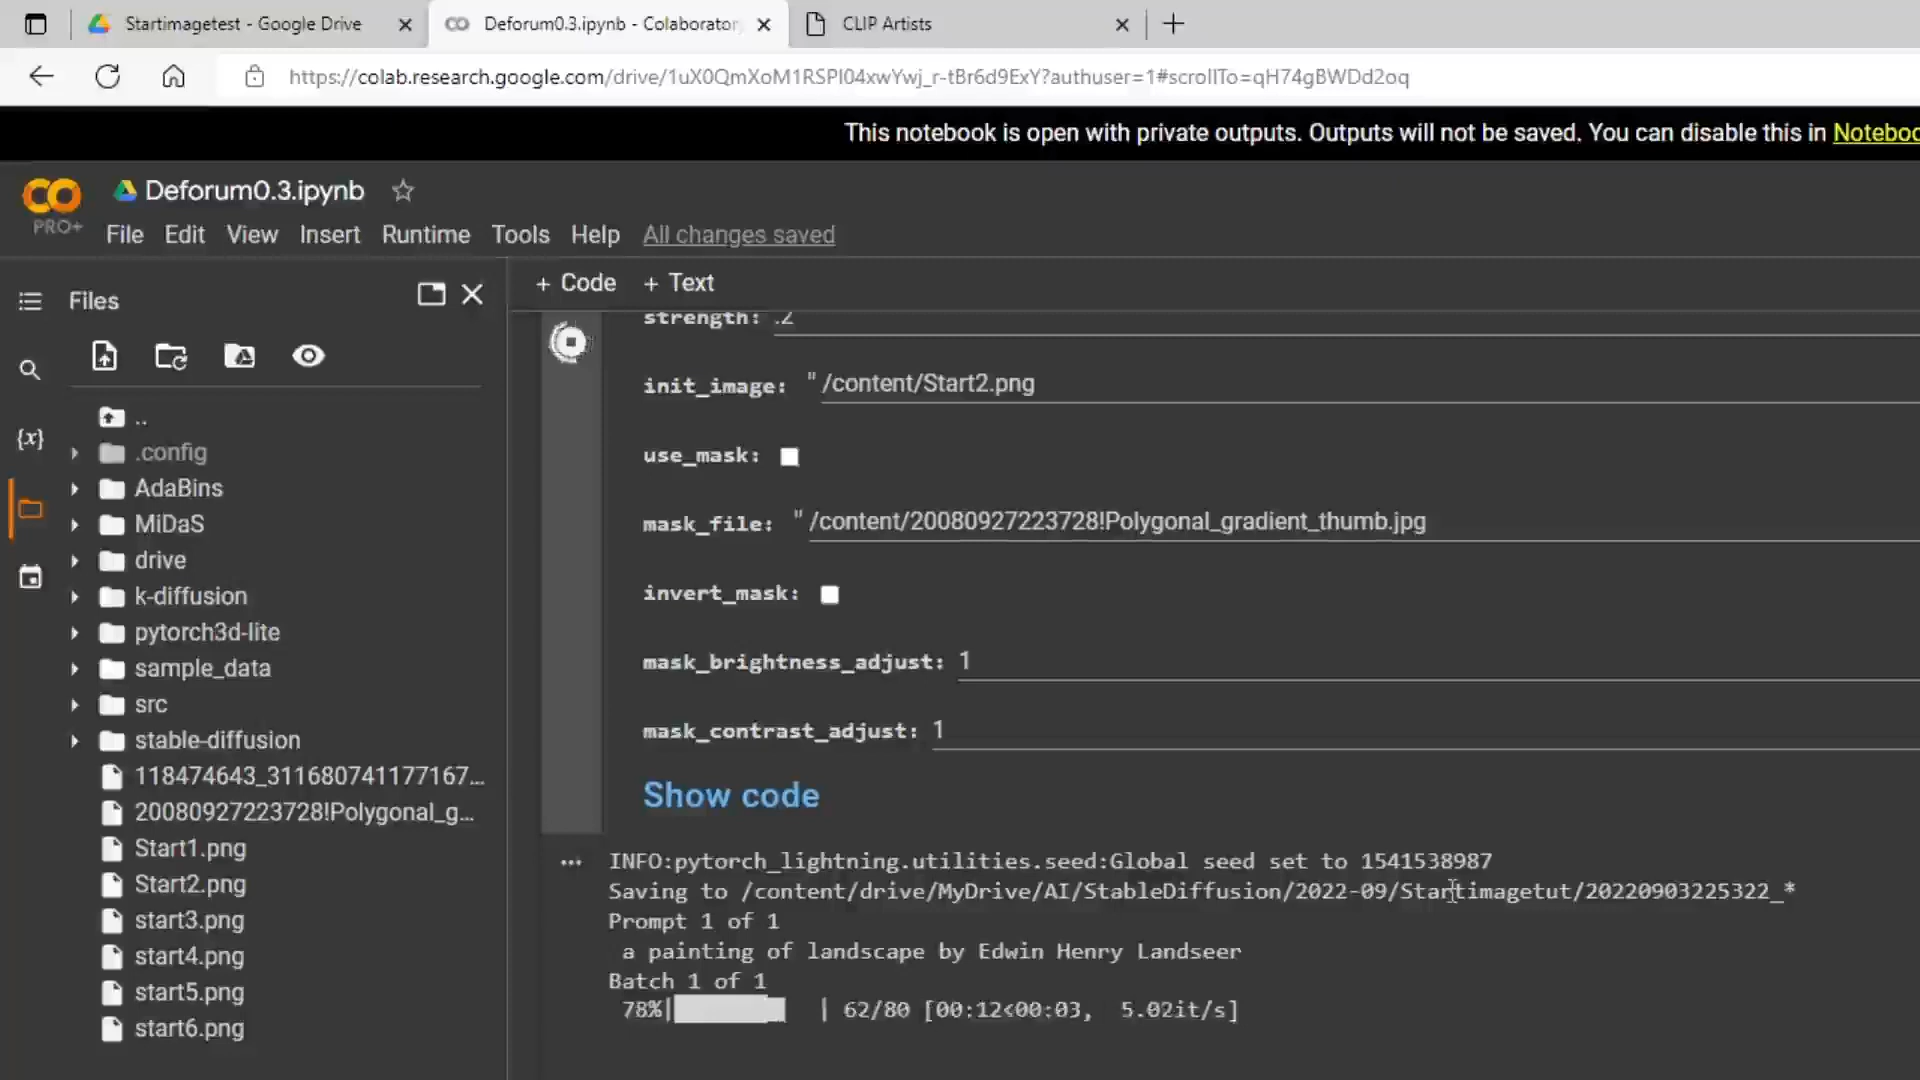 Startimagetest - Google Drive
Deforum0.3.ipynb - Colaborator
CLIP Artists
https://colab.research.google.com/drive/1uX0QmXoM1RSPI04xwYwj_r-tBr6d9ExY?authuser=1#scrollTo=qH74gBWDd2oq
This notebook is open with private outputs. Outputs will not be saved. You can disable this in Noteboo
CO
PRO+
Deforum0.3.ipynb
File Edit View Insert Runtime Tools Help All changes saved
Files
+ Code + Text
..
.config
AdaBins
MiDaS
drive
k-diffusion
pytorch3d-lite
sample_data
src
stable-diffusion
118474643_311680741177167...
20080927223728!Polygonal_g...
Start1.png
Start2.png
start3.png
start4.png
start5.png
start6.png
{x}
strength: .2
init_image: "/content/Start2.png
use_mask:
mask_file: "/content/20080927223728!Polygonal_gradient_thumb.jpg
invert_mask:
mask_brightness_adjust: 1
mask_contrast_adjust: 1
Show code
... INFO:pytorch_lightning.utilities.seed:Global seed set to 1541538987
Saving to /content/drive/MyDrive/AI/StableDiffusion/2022-09/Startimagetut/20220903225322_*
Prompt 1 of 1
a painting of landscape by Edwin Henry Landseer
Batch 1 of 1
78%| | 62/80 [00:12<00:03, 5.02it/s]